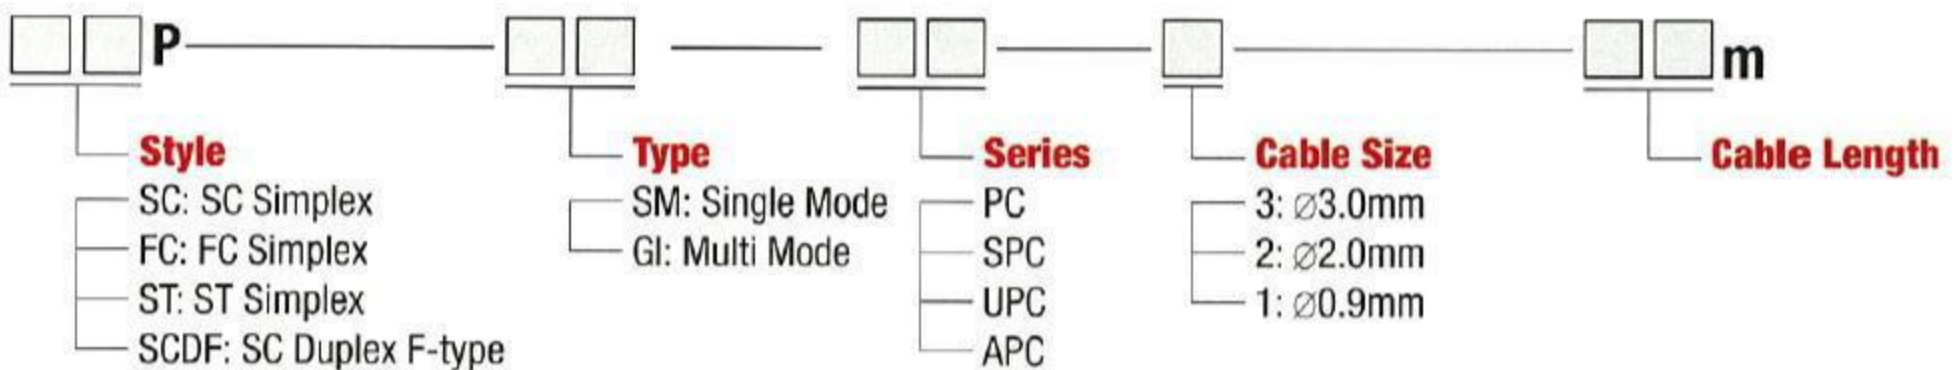 P m
Style Type Series Cable Size Cable Length
SC: SC Simplex SM: Single Mode PC 3: ⌀3.0mm
FC: FC Simplex GI: Multi Mode SPC 2: ⌀2.0mm
ST: ST Simplex UPC 1: ⌀0.9mm
SCDF: SC Duplex F-type APC